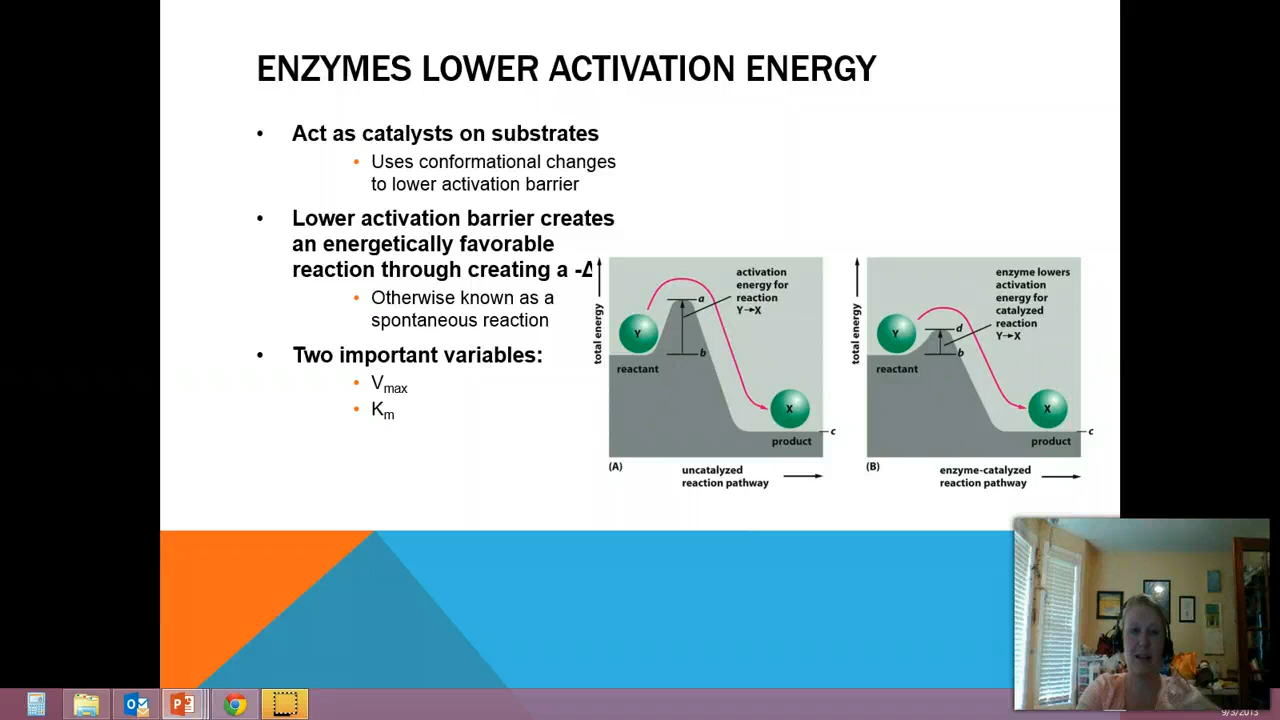 ENZYMES LOWER ACTIVATION ENERGY
• Act as catalysts on substrates
• Uses conformational changes
to lower activation barrier
• Lower activation barrier creates
an energetically favorable
reaction through creating a -Δ
• Otherwise known as a
spontaneous reaction
• Two important variables:
• Vmax
• Km
total energy
Y
reactant
a
b
activation
energy for
reaction
Y→X
X
product
c
(A)
uncatalyzed
reaction pathway
total energy
Y
reactant
d
b
enzyme lowers
activation
energy for
catalyzed
reaction
Y→X
X
product
c
(B)
enzyme-catalyzed
reaction pathway
9/3/2013